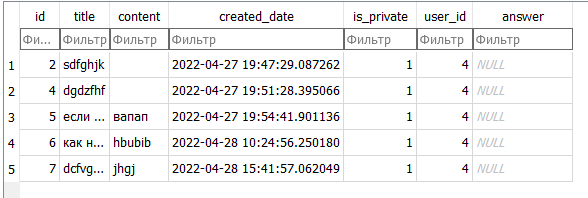 id title content created_date is_private user_id answer
Фи... Фильтр Фильтр Фильтр Фильтр Фильтр Фильтр
1 2 sdfghjk 2022-04-27 19:47:29.087262 1 4 NULL
2 4 dgdzfhf 2022-04-27 19:51:28.395066 1 4 NULL
3 5 если ... вапап 2022-04-27 19:54:41.901136 1 4 NULL
4 6 как н... hbubib 2022-04-28 10:24:56.250180 1 4 NULL
5 7 dcfvg... jhgj 2022-04-28 15:41:57.062049 1 4 NULL